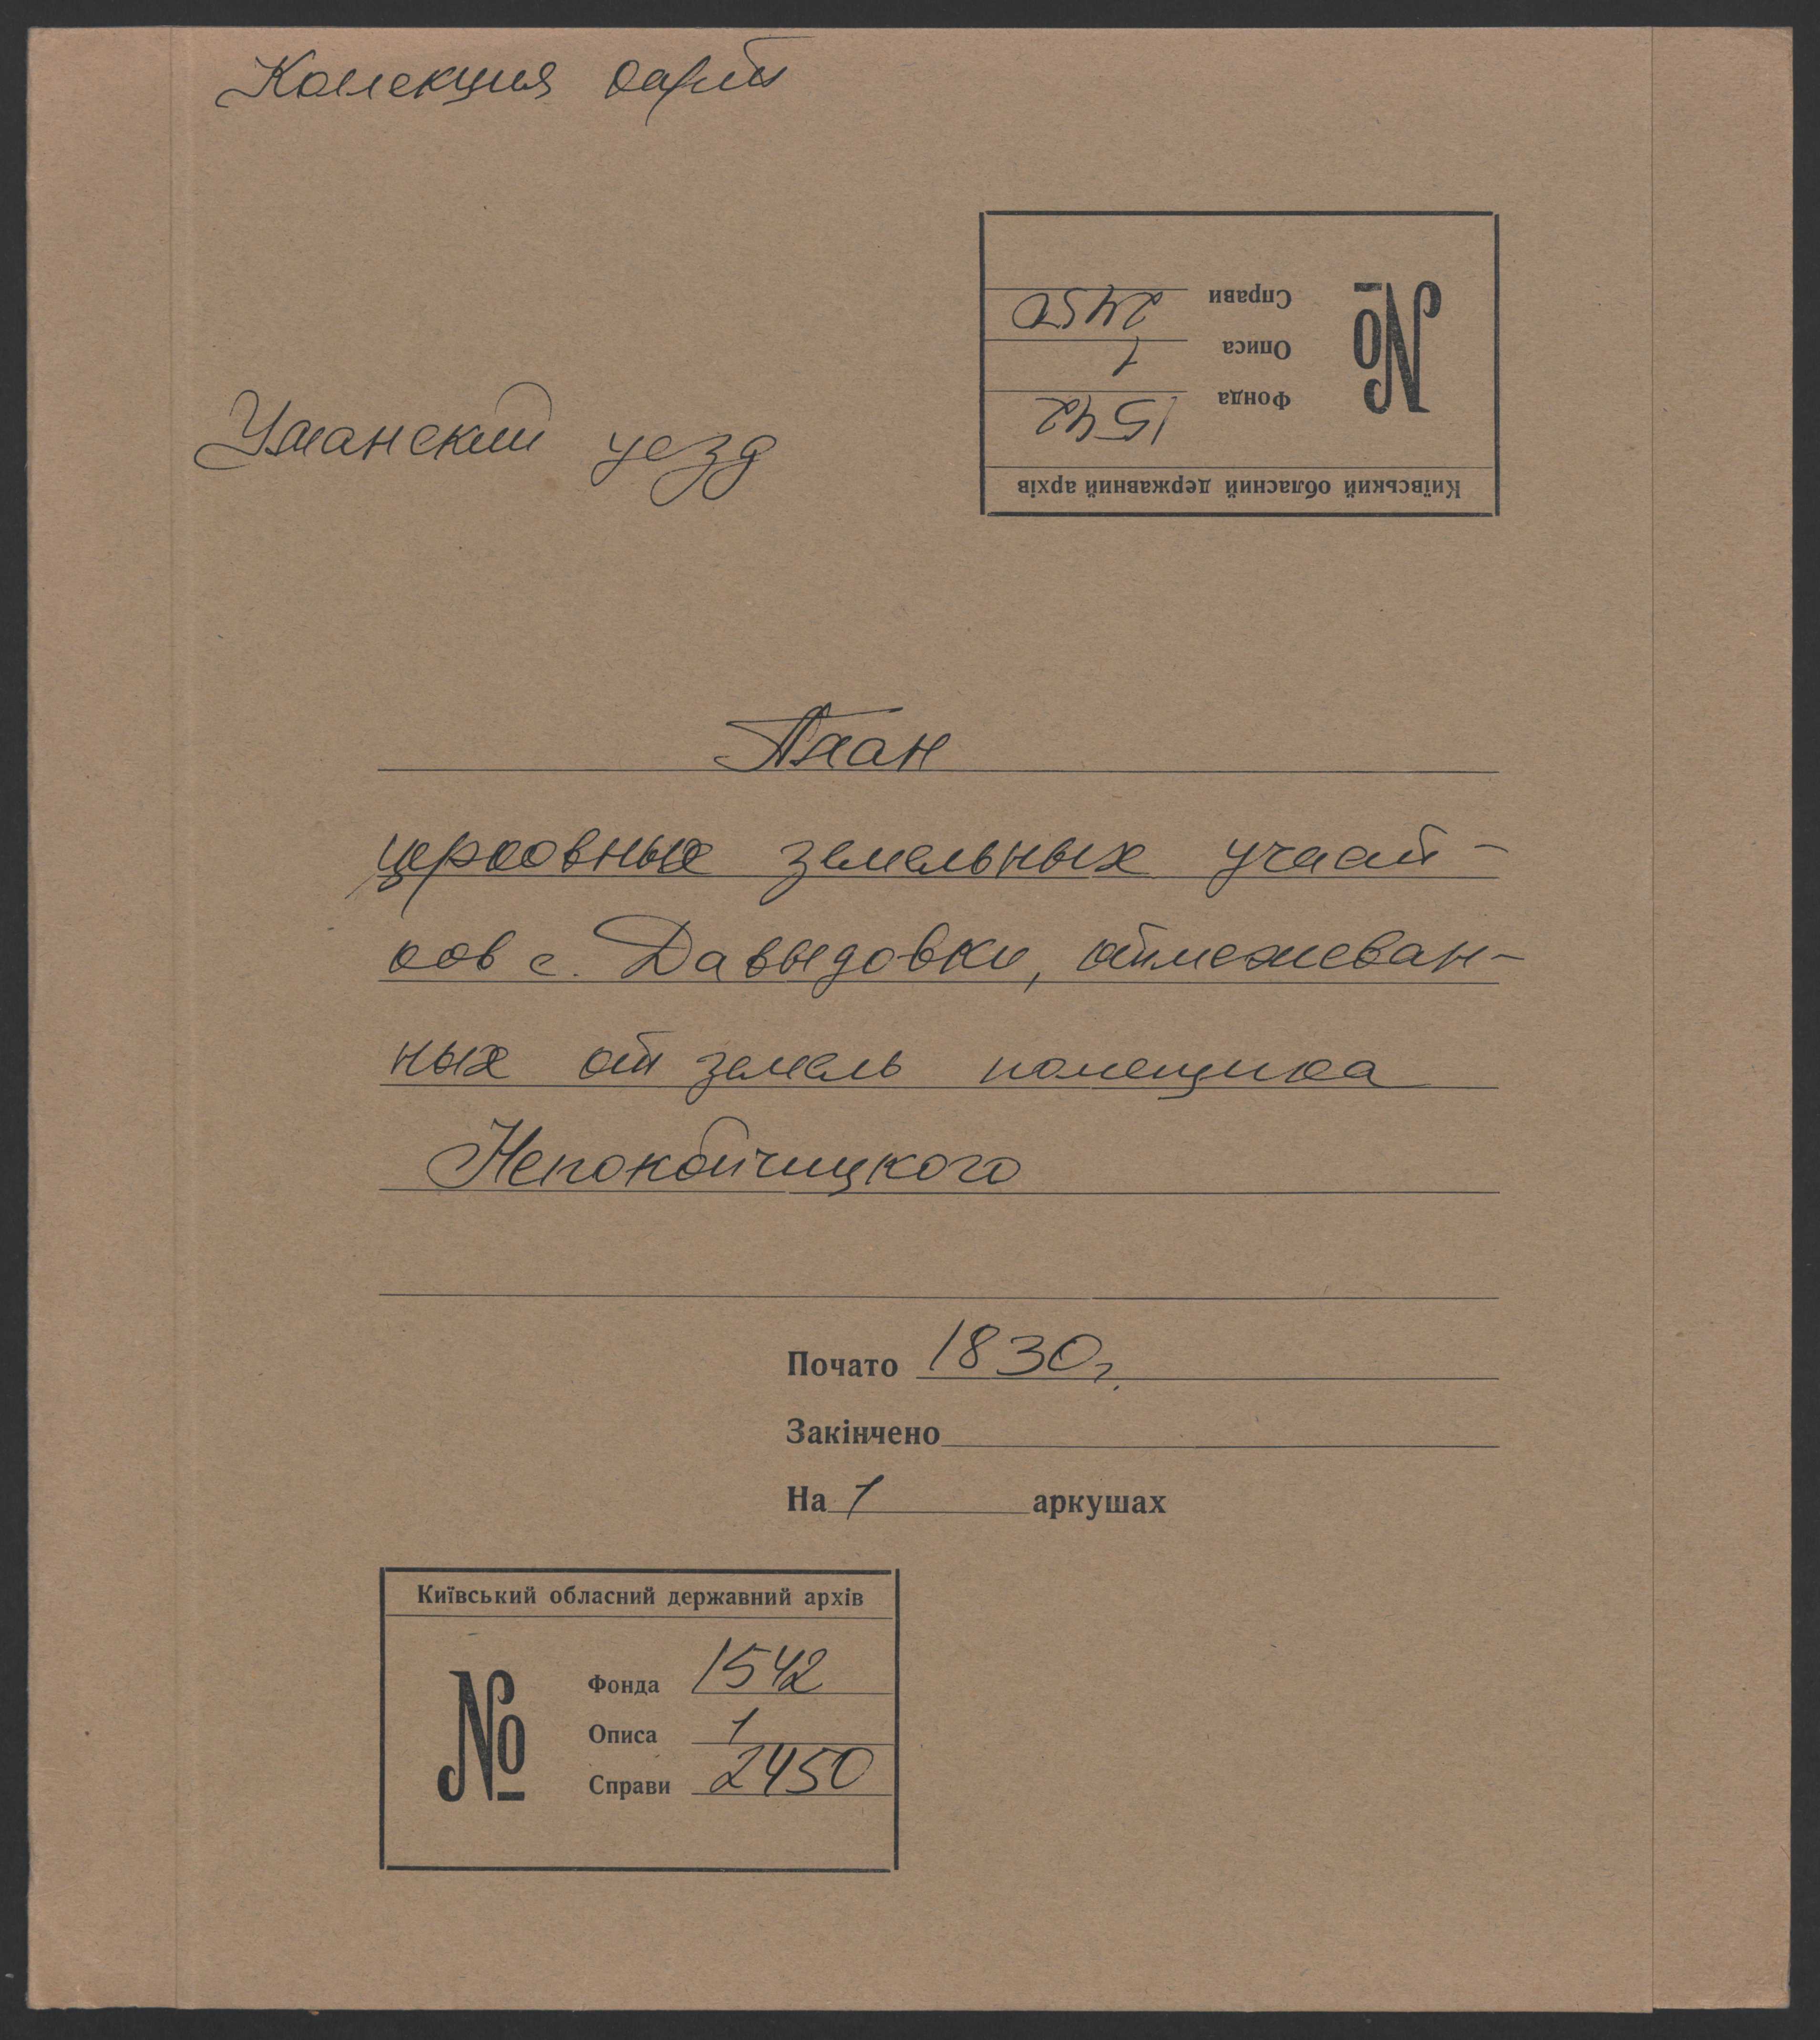 Коллекция карт
Справи 2450
Описа 1
Фонда 1542
№
Київський обласний державний архів
Уманский уезд
План
церковных земельных участ-
ков с. Давыдовки, отмежеван-
ных от земель помещика
Непокойчицкого
Почато 1830г.
Закінчено
На 1 аркушах
Київський обласний державний архів
№
Фонда 1542
Описа 1
Справи 2450